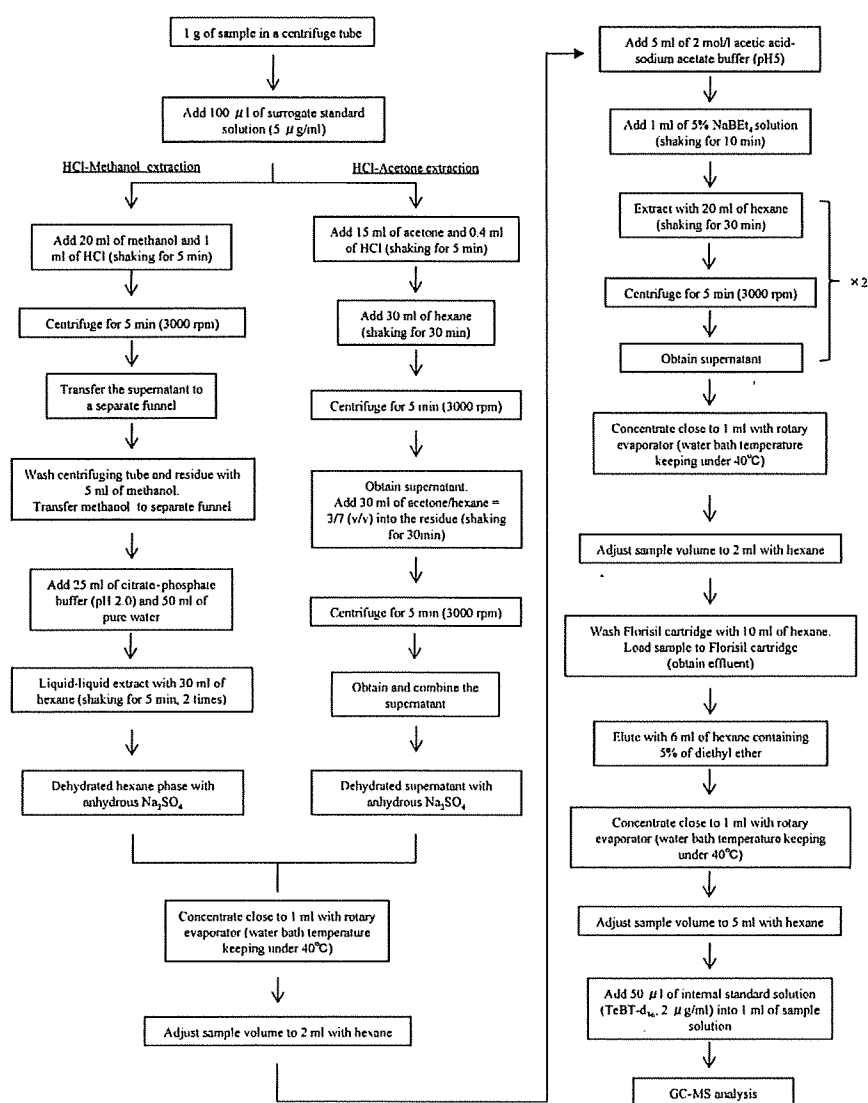 1 g of sample in a centrifuge tube
Add 100 μl of surrogate standard
solution (5 μg/ml)
HCl-Methanol extraction
HCl-Acetone extraction
Add 20 ml of methanol and 1
ml of HCl (shaking for 5 min)
Centrifuge for 5 min (3000 rpm)
Transfer the supernatant to
a separate funnel
Wash centrifuging tube and residue with
5 ml of methanol.
Transfer methanol to separate funnel
Add 25 ml of citrate-phosphate
buffer (pH 2.0) and 50 ml of
pure water
Liquid-liquid extract with 30 ml of
hexane (shaking for 5 min, 2 times)
Dehydrated hexane phase with
anhydrous Na₂SO₄
Add 15 ml of acetone and 0.4 ml
of HCl (shaking for 5 min)
Add 30 ml of hexane
(shaking for 30 min)
Centrifuge for 5 min (3000 rpm)
Obtain supernatant.
Add 30 ml of acetone/hexane =
3/7 (v/v) into the residue (shaking
for 30min)
Centrifuge for 5 min (3000 rpm)
Obtain and combine the
supernatant
Dehydrated supernatant with
anhydrous Na₂SO₄
Concentrate close to 1 ml with rotary
evaporator (water bath temperature
keeping under 40℃)
Adjust sample volume to 2 ml with hexane
Add 5 ml of 2 mol/l acetic acid-
sodium acetate buffer (pH5)
Add 1 ml of 5% NaBEt₄ solution
(shaking for 10 min)
Extract with 20 ml of hexane
(shaking for 30 min)
Centrifuge for 5 min (3000 rpm)
×2
Obtain supernatant
Concentrate close to 1 ml with rotary
evaporator (water bath temperature
keeping under 40℃)
Adjust sample volume to 2 ml with hexane
Wash Florisil cartridge with 10 ml of hexane.
Load sample to Florisil cartridge
(obtain effluent)
Elute with 6 ml of hexane containing
5% of diethyl ether
Concentrate close to 1 ml with rotary
evaporator (water bath temperature keeping
under 40℃)
Adjust sample volume to 5 ml with hexane
Add 50 μl of internal standard solution
(TeBT-d₃₆, 2 μg/ml) into 1 ml of sample
solution
GC-MS analysis